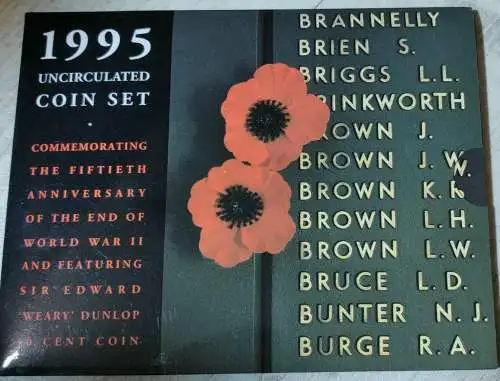 1995
UNCIRCULATED
COIN SET
•
COMMEMORATING
THE FIFTIETH
ANNIVERSARY
OF THE END OF
WORLD WAR II
AND FEATURING
SIR EDWARD
'WEARY' DUNLOP
CENT COIN
BRANNELLY
BRIEN S.
BRIGGS L.L.
RINKWORTH
ROWN J.
BROWN J.W.
BROWN K.
BROWN L.H.
BROWN L.W.
BRUCE L.D.
BUNTER N.J.
BURGE R.A.